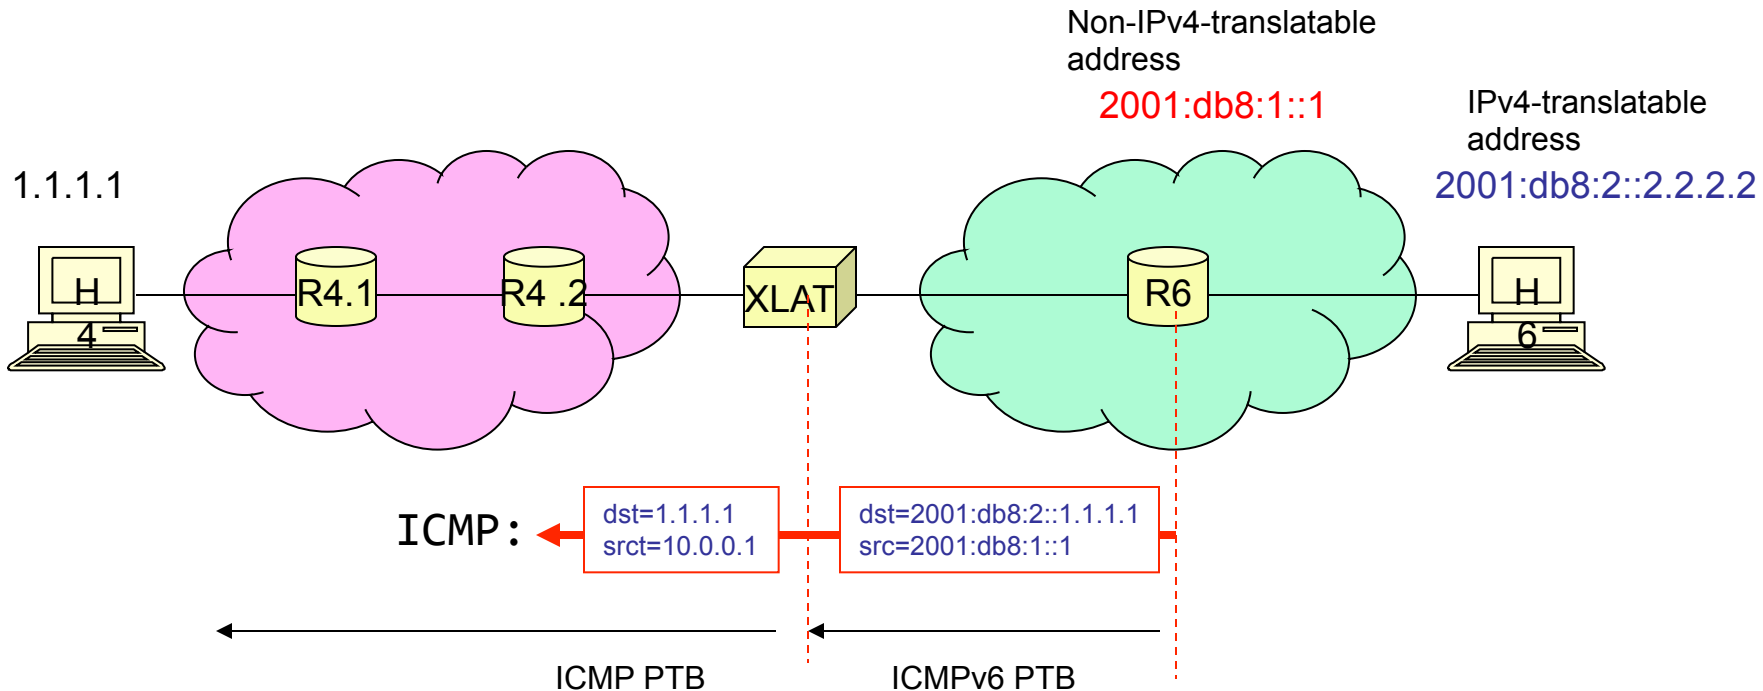 Non-IPv4-translatable
address
2001:db8:1::1
IPv4-translatable
address
2001:db8:2::2.2.2.2
1.1.1.1
H
4
R4.1
R4 .2
XLAT
R6
H
6
ICMP:
dst=1.1.1.1
srct=10.0.0.1
dst=2001:db8:2::1.1.1.1
src=2001:db8:1::1
ICMP PTB
ICMPv6 PTB